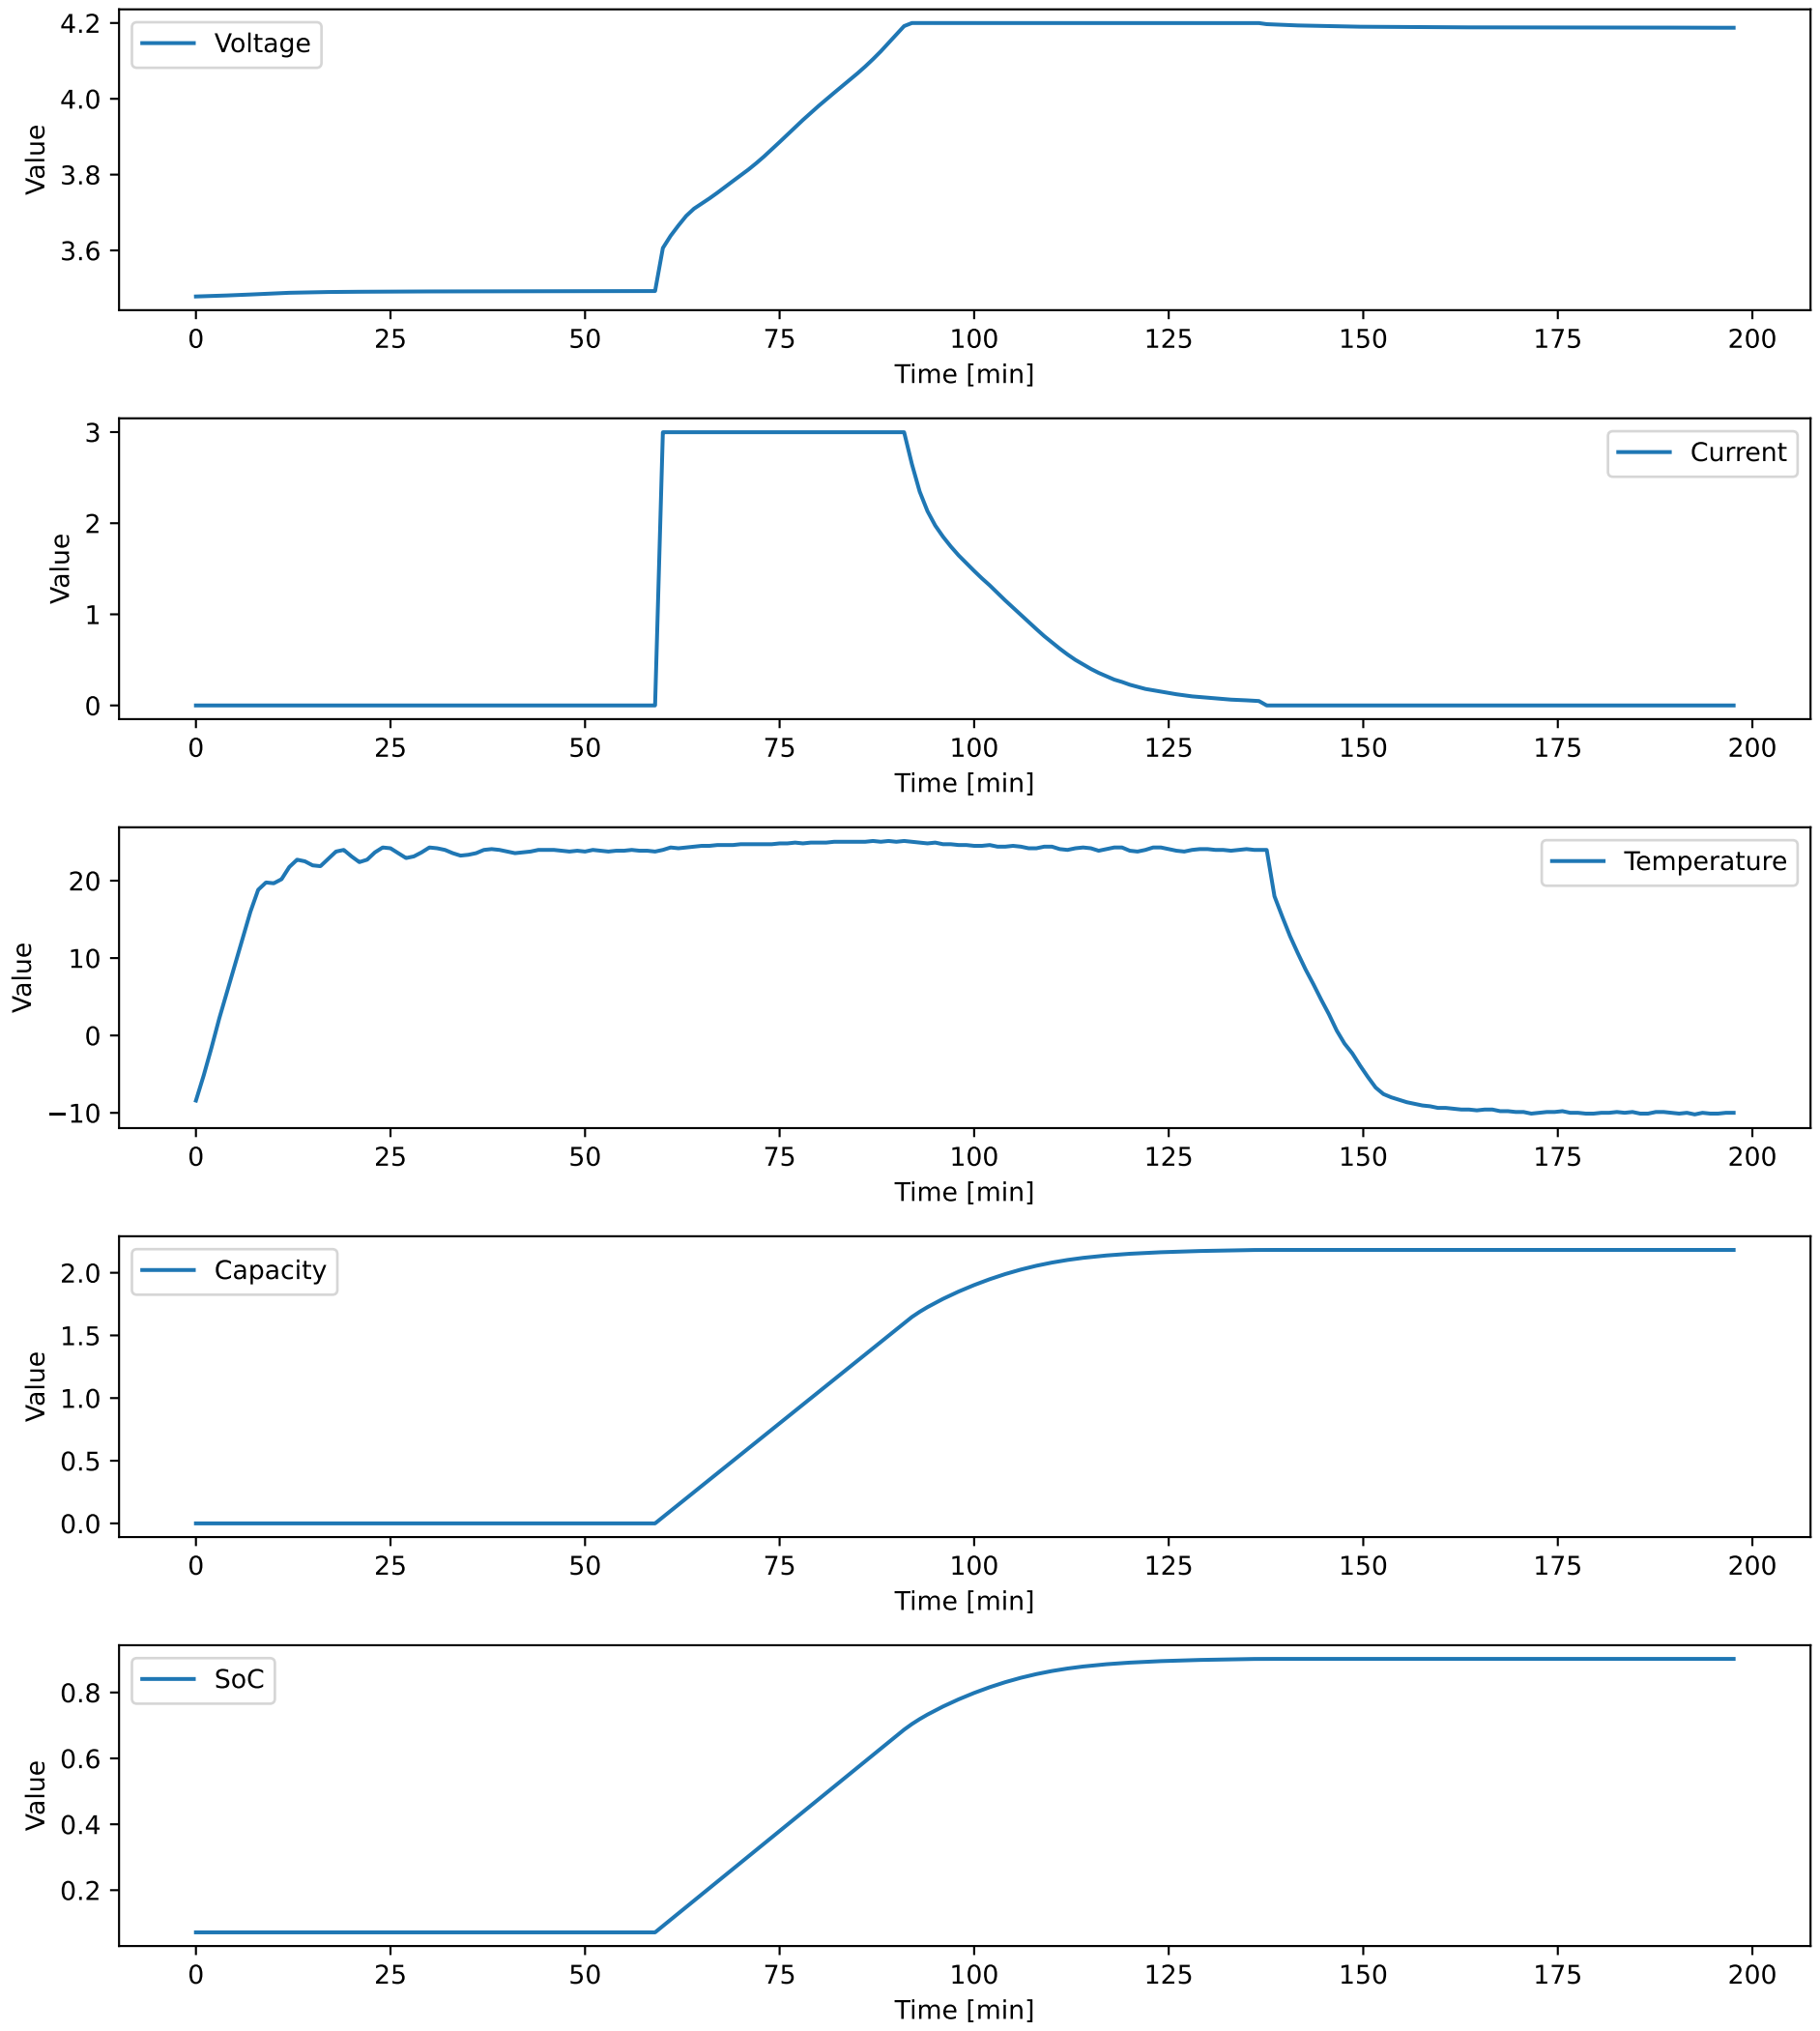 4.2
4.0
3.8
3.6
Value
Voltage
0 25 50 75 100 125 150 175 200
Time [min]
3
2
1
0
Value
Current
0 25 50 75 100 125 150 175 200
Time [min]
20
10
0
−10
Value
Temperature
0 25 50 75 100 125 150 175 200
Time [min]
2.0
1.5
1.0
0.5
0.0
Value
Capacity
0 25 50 75 100 125 150 175 200
Time [min]
0.8
0.6
0.4
0.2
Value
SoC
0 25 50 75 100 125 150 175 200
Time [min]